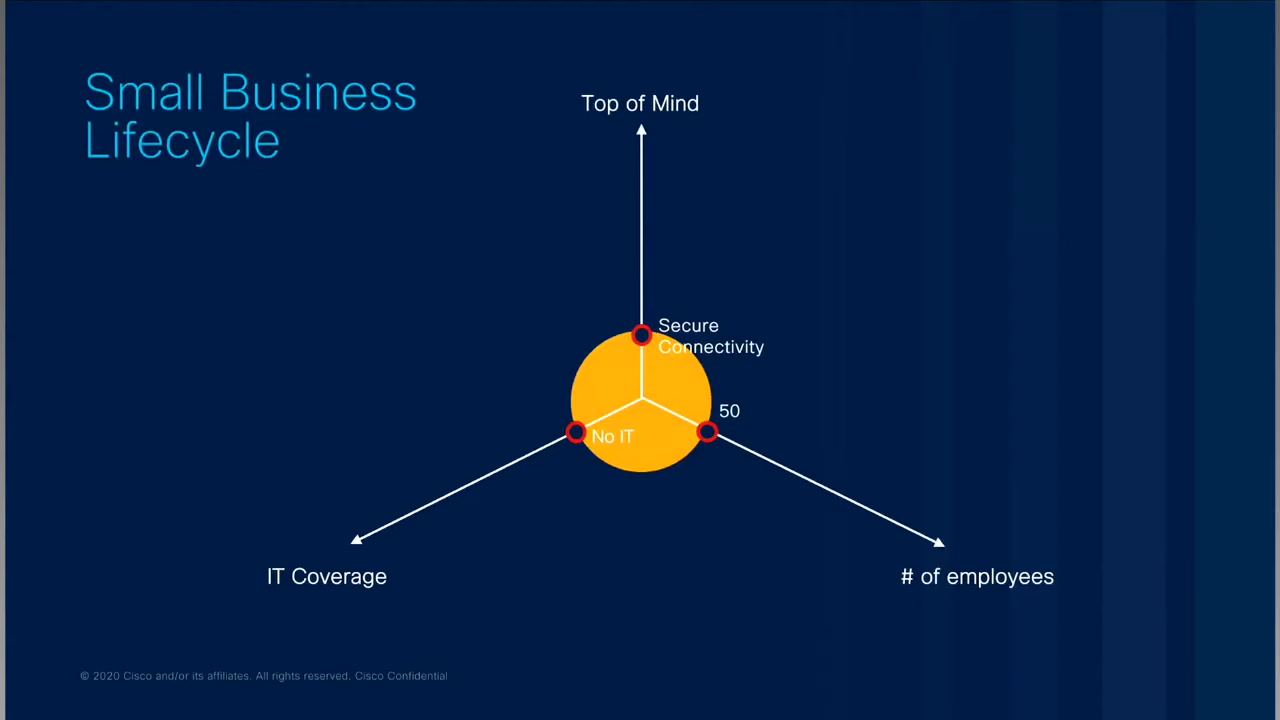 Small Business
Lifecycle
Top of Mind
Secure
Connectivity
50
No IT
IT Coverage
# of employees
© 2020 Cisco and/or its affiliates. All rights reserved. Cisco Confidential